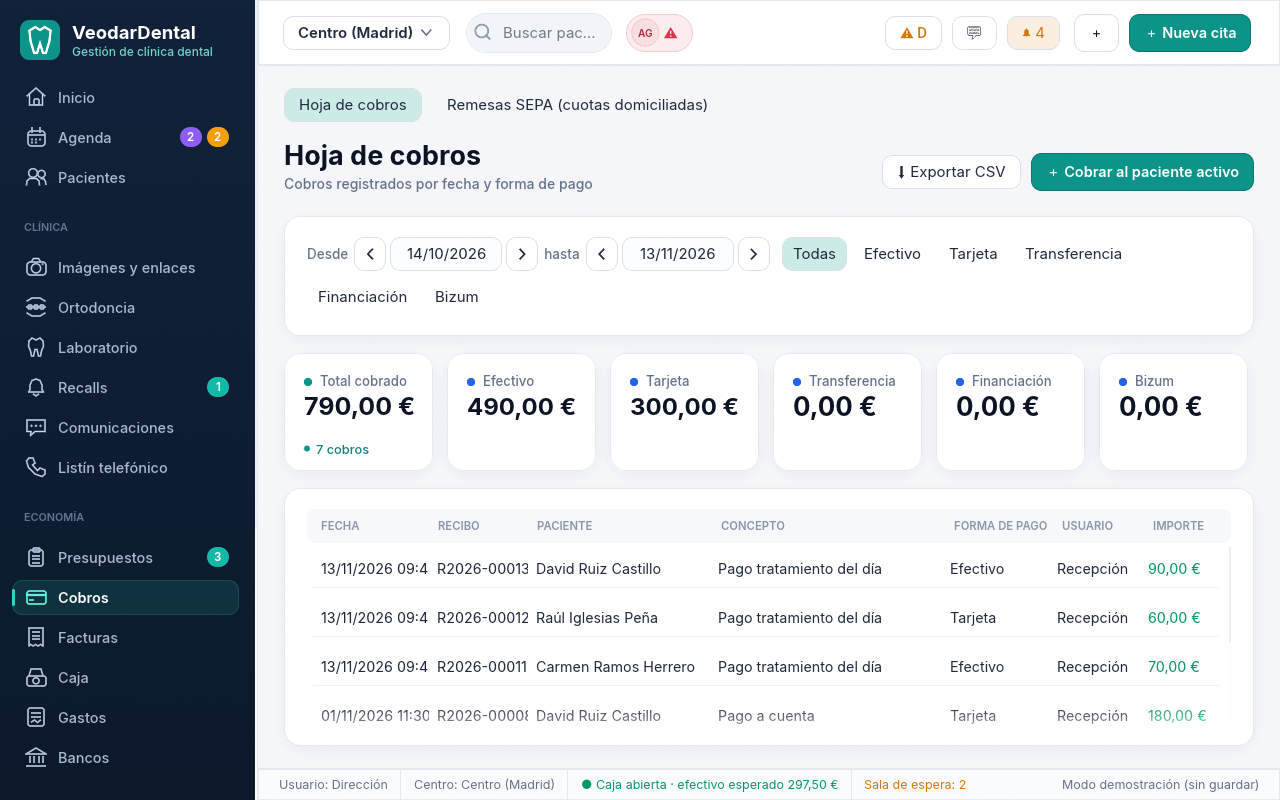 VeodarDental
Gestión de clínica dental
Inicio
Agenda 2 2
Pacientes
CLÍNICA
Imágenes y enlaces
Ortodoncia
Laboratorio
Recalls 1
Comunicaciones
Listín telefónico
ECONOMÍA
Presupuestos 3
Cobros
Facturas
Caja
Gastos
Bancos
Centro (Madrid) Buscar pac... AG D 4 + + Nueva cita
Hoja de cobros Remesas SEPA (cuotas domiciliadas)
Hoja de cobros
Cobros registrados por fecha y forma de pago
Exportar CSV + Cobrar al paciente activo
Desde 14/10/2026 hasta 13/11/2026 Todas Efectivo Tarjeta Transferencia
Financiación Bizum
Total cobrado Efectivo Tarjeta Transferencia Financiación Bizum
790,00 € 490,00 € 300,00 € 0,00 € 0,00 € 0,00 €
7 cobros
FECHA RECIBO PACIENTE CONCEPTO FORMA DE PAGO USUARIO IMPORTE
13/11/2026 09:4 R2026-00013 David Ruiz Castillo Pago tratamiento del día Efectivo Recepción 90,00 €
13/11/2026 09:4 R2026-00012 Raúl Iglesias Peña Pago tratamiento del día Tarjeta Recepción 60,00 €
13/11/2026 09:4 R2026-00011 Carmen Ramos Herrero Pago tratamiento del día Efectivo Recepción 70,00 €
01/11/2026 11:30 R2026-00008 David Ruiz Castillo Pago a cuenta Tarjeta Recepción 180,00 €
Usuario: Dirección Centro: Centro (Madrid) Caja abierta · efectivo esperado 297,50 € Sala de espera: 2 Modo demostración (sin guardar)